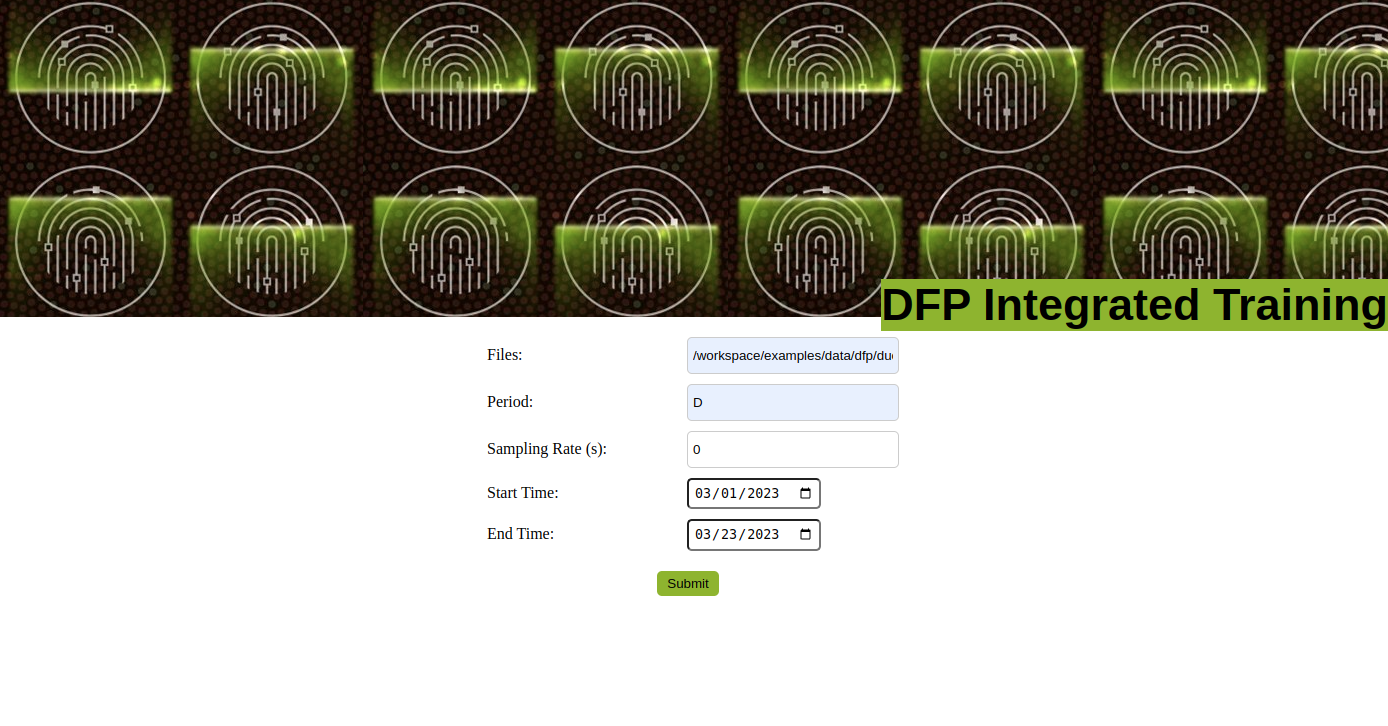 DFP Integrated Training
Files: /workspace/examples/data/dfp/du
Period: D
Sampling Rate (s): 0
Start Time: 03/01/2023
End Time: 03/23/2023
Submit